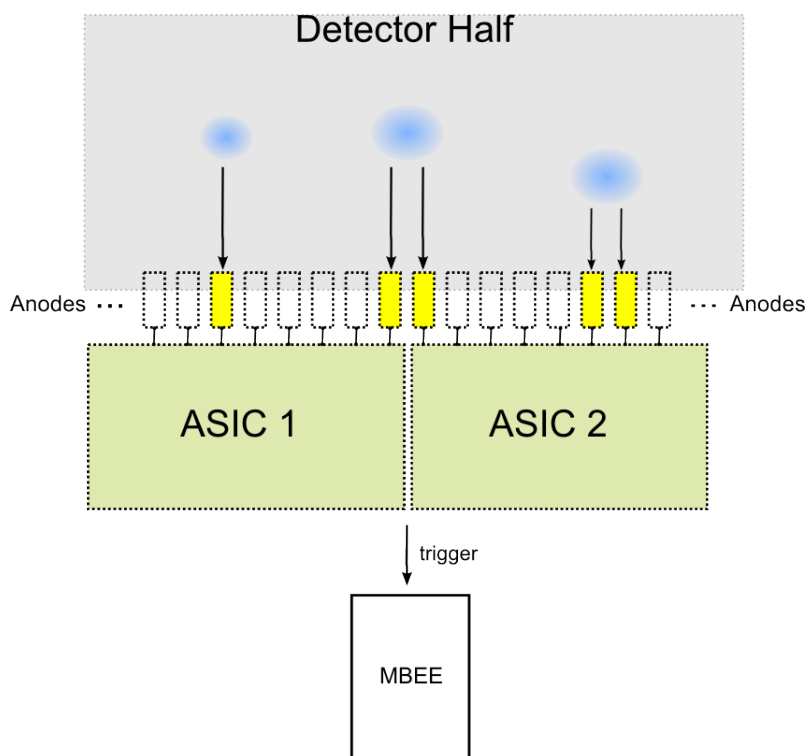 Detector Half
Anodes ... ... Anodes
ASIC 1 ASIC 2
trigger
MBEE